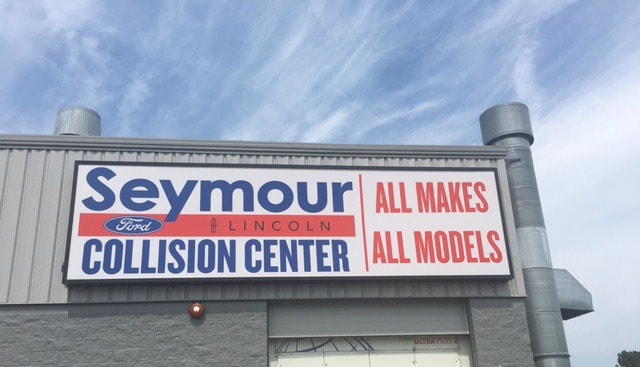 Seymour
Ford LINCOLN
COLLISION CENTER
ALL MAKES
ALL MODELS